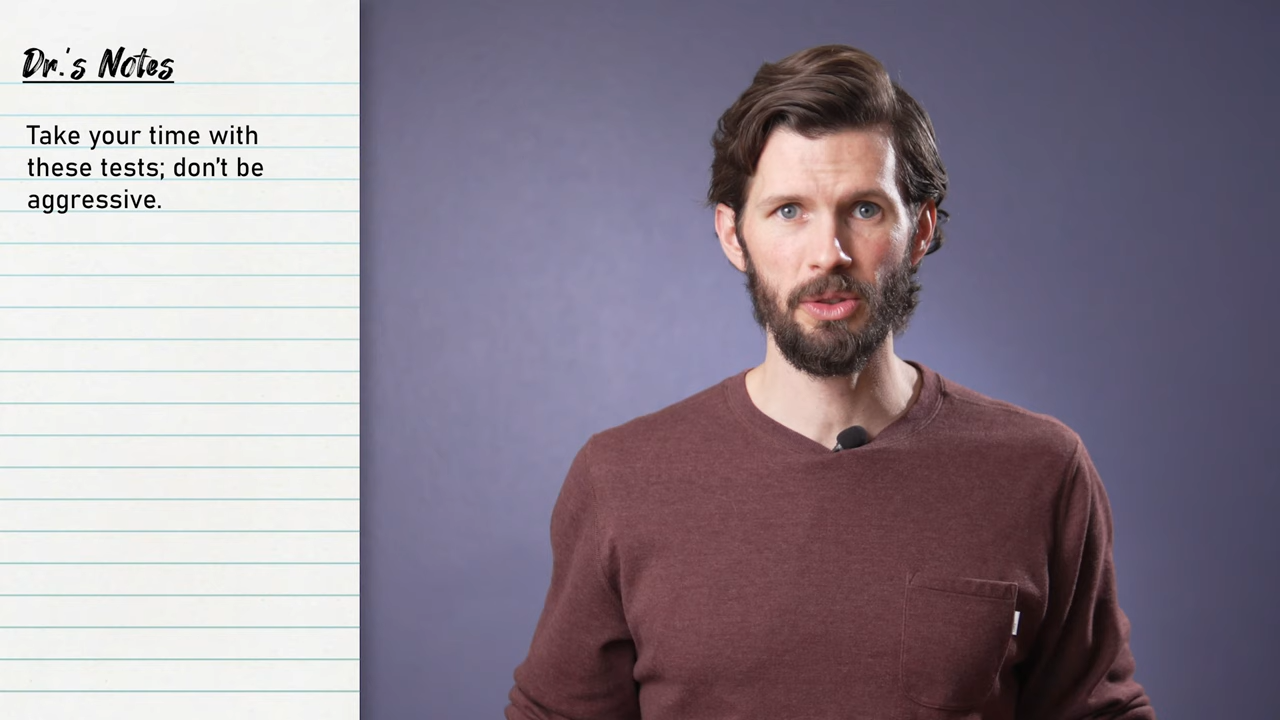 Dr.'s Notes
Take your time with
these tests; don't be
aggressive.